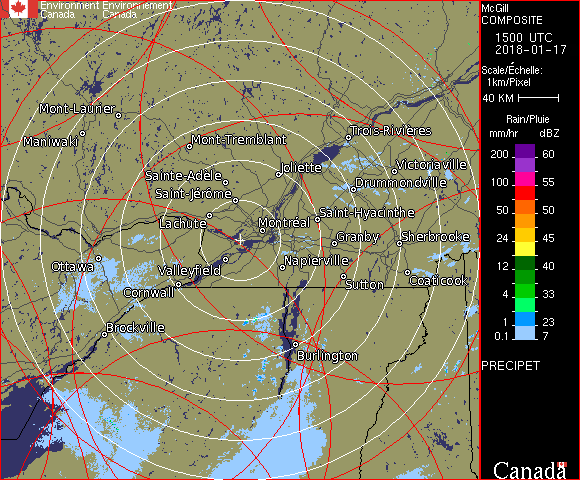 Environment Environnement
Canada Canada
McGill
COMPOSITE
1500 UTC
2018-01-17
Scale/Échelle:
1km/Pixel
40 KM
Rain/Pluie
mm/hr dBZ
200 60
150 56
100 55
50 50
24 45
12 40
4 33
1 23
0.1 7
PRECIPET
Canada
Mont-Laurier
Maniwaki
Mont-Tremblant
Trois-Rivières
Sainte-Adèle
Joliette
Victoriaville
Saint-Jérôme
Drummondville
Lachute
Montréal
Saint-Hyacinthe
Granby
Sherbrooke
Ottawa
Valleyfield
Napierville
Cornwall
Sutton
Coaticook
Brockville
Burlington